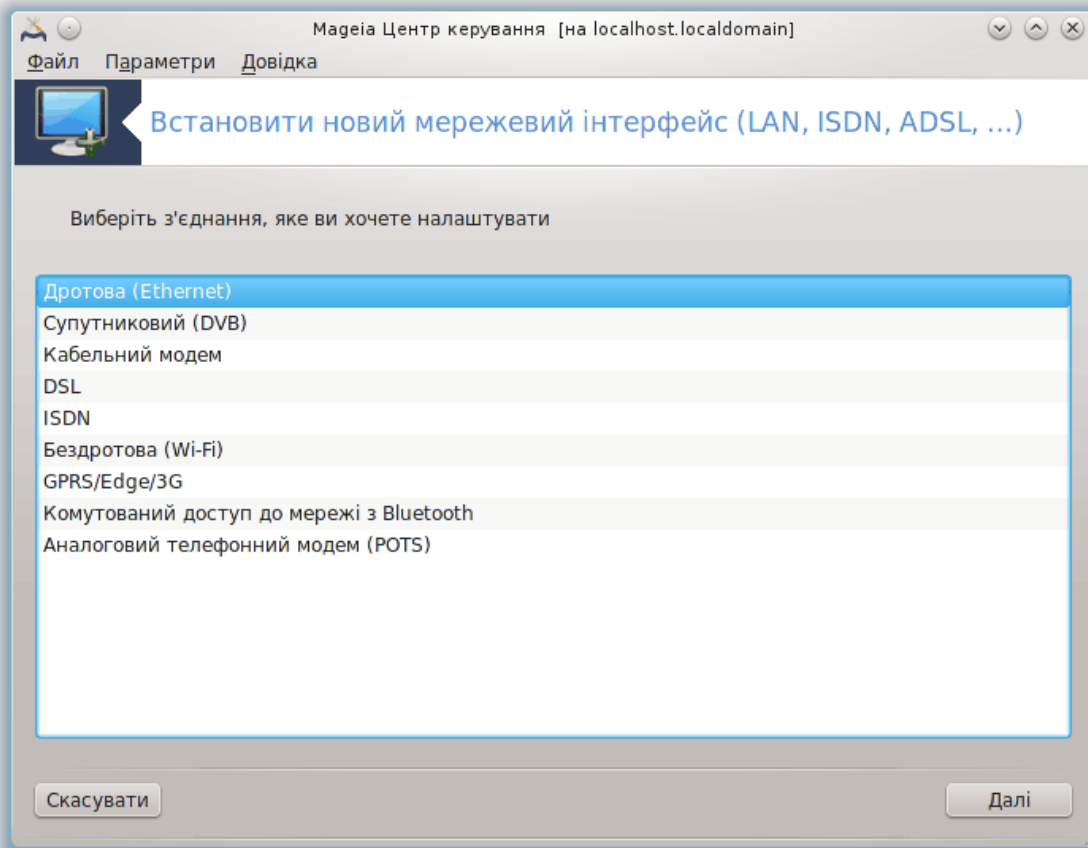 Mageia Центр керування [на localhost.localdomain]
Файл Параметри Довідка
Встановити новий мережевий інтерфейс (LAN, ISDN, ADSL, ...)
Виберіть з'єднання, яке ви хочете налаштувати
Дротова (Ethernet)
Супутниковий (DVB)
Кабельний модем
DSL
ISDN
Бездротова (Wi-Fi)
GPRS/Edge/3G
Комутований доступ до мережі з Bluetooth
Аналоговий телефонний модем (POTS)
Скасувати Далі